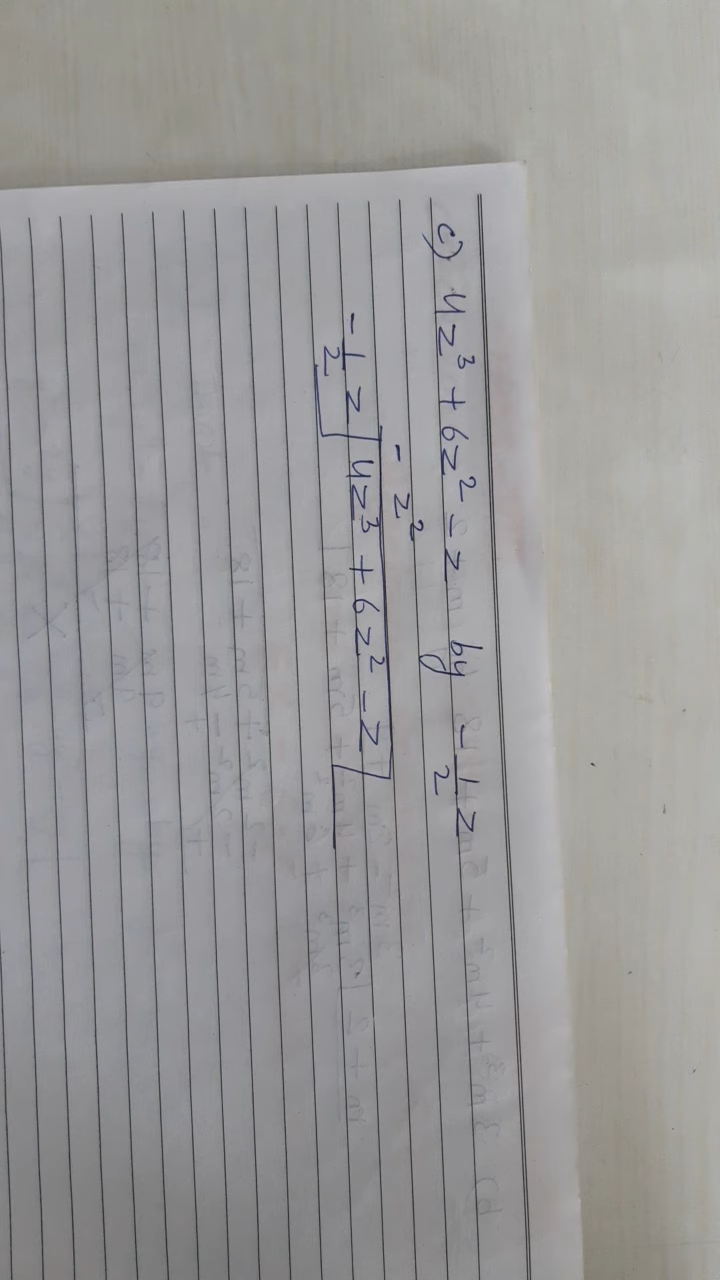 c) 4z³ + 6z² - z by - 1/2 z
- z²
- 1/2 z | 4z³ + 6z² - z